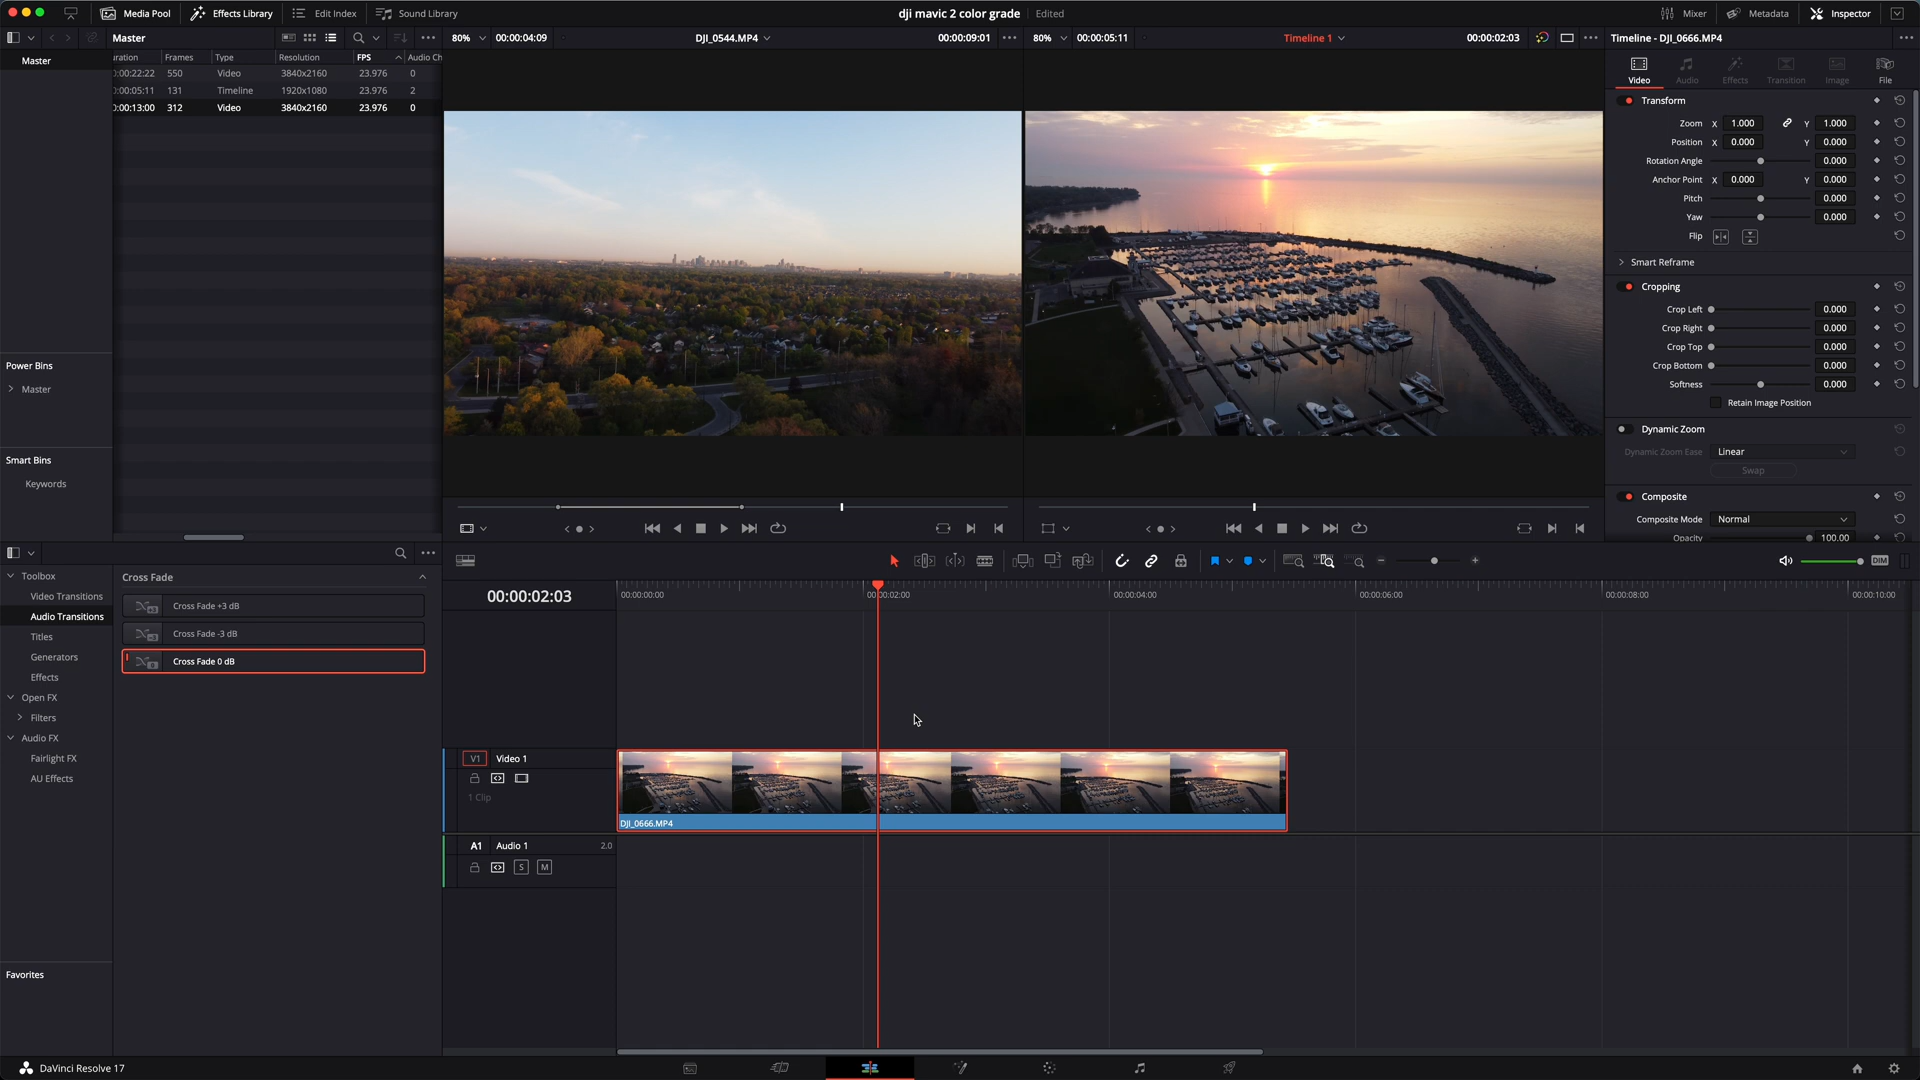 Media Pool
Effects Library
Edit Index
Sound Library
dji mavic 2 color grade
Edited
Mixer
Metadata
Inspector
Master
80%
00:00:04:09
DJI_0544.MP4
00:00:09:01
80%
00:00:05:11
Timeline 1
00:00:02:03
Timeline - DJI_0666.MP4
Master
uration Frames Type Resolution FPS Audio Ch
0:00:22:22 550 Video 3840x2160 23.976 0
0:00:05:11 131 Timeline 1920x1080 23.976 2
0:00:13:00 312 Video 3840x2160 23.976 0
Power Bins
Master
Smart Bins
Keywords
Video
Audio
Effects
Transition
Image
File
Transform
Zoom X 1.000 Y 1.000
Position X 0.000 Y 0.000
Rotation Angle 0.000
Anchor Point X 0.000 Y 0.000
Pitch 0.000
Yaw 0.000
Flip
Smart Reframe
Cropping
Crop Left 0.000
Crop Right 0.000
Crop Top 0.000
Crop Bottom 0.000
Softness 0.000
Retain Image Position
Dynamic Zoom
Dynamic Zoom Ease Linear
Swap
Composite
Composite Mode Normal
Opacity 100.00
DIM
Toolbox
Video Transitions
Audio Transitions
Titles
Generators
Effects
Open FX
Filters
Audio FX
Fairlight FX
AU Effects
Favorites
Cross Fade
Cross Fade +3 dB
Cross Fade -3 dB
Cross Fade 0 dB
00:00:02:03
00:00:00:00
00:00:02:00
00:00:04:00
00:00:06:00
00:00:08:00
00:00:10:00
V1 Video 1
1 Clip
DJI_0666.MP4
A1 Audio 1 2.0
S M
DaVinci Resolve 17